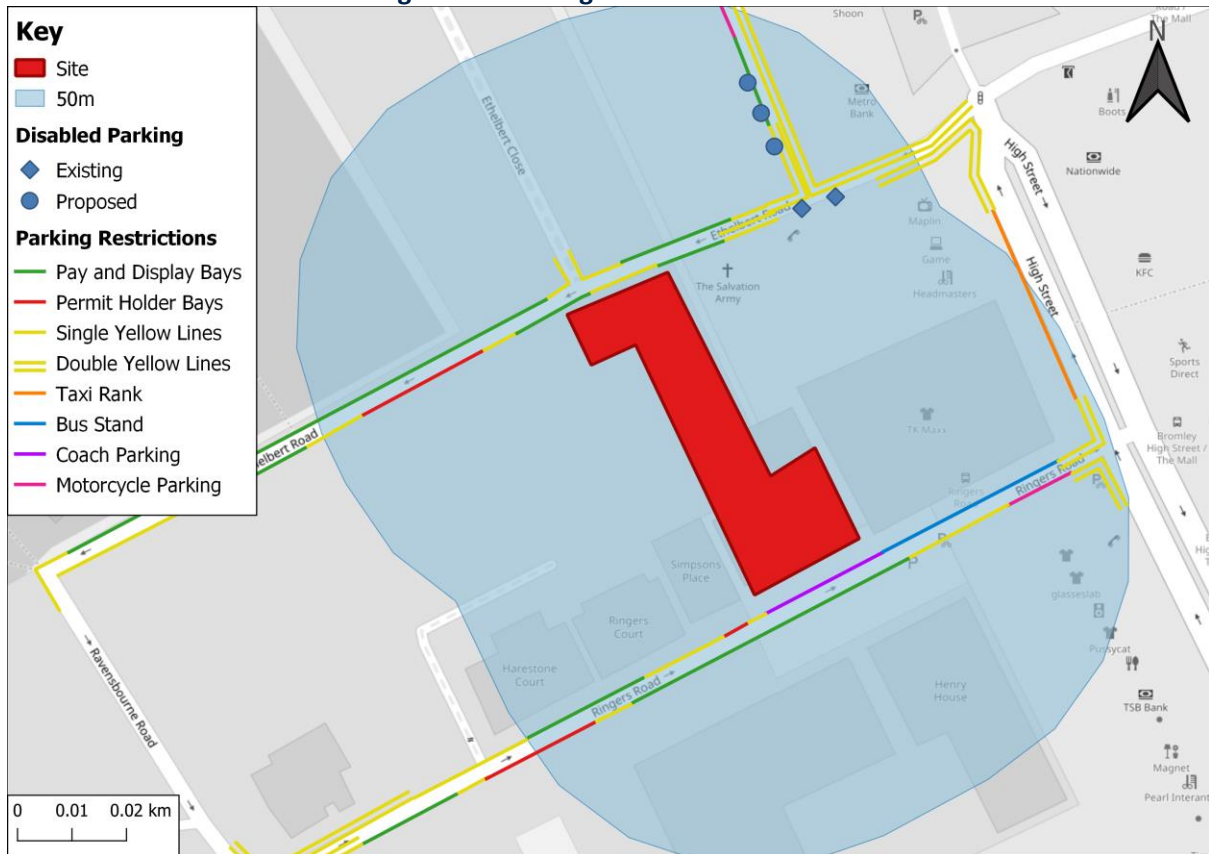 Key
Site
50m
Disabled Parking
Existing
Proposed
Parking Restrictions
Pay and Display Bays
Permit Holder Bays
Single Yellow Lines
Double Yellow Lines
Taxi Rank
Bus Stand
Coach Parking
Motorcycle Parking
0 0.01 0.02 km
N
Shoon
The Mall
Metro
Bank
Boots
Nationwide
High Street
High Street
Ethelbert Close
Ethelbert Road
Maplin
Game
Headmasters
KFC
The Salvation
Army
Sports
Direct
TK Maxx
Bromley
High Street /
The Mall
Ringers Road
Simpsons
Place
Ringers
Court
Harestone
Court
Ringers Road
Henry
House
glasseslab
Pussycat
TSB Bank
Magnet
Pearl Interant
Ravensbourne Road
P